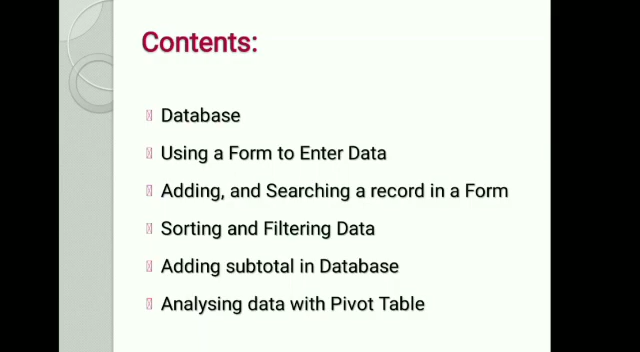 Contents:
Database
Using a Form to Enter Data
Adding, and Searching a record in a Form
Sorting and Filtering Data
Adding subtotal in Database
Analysing data with Pivot Table